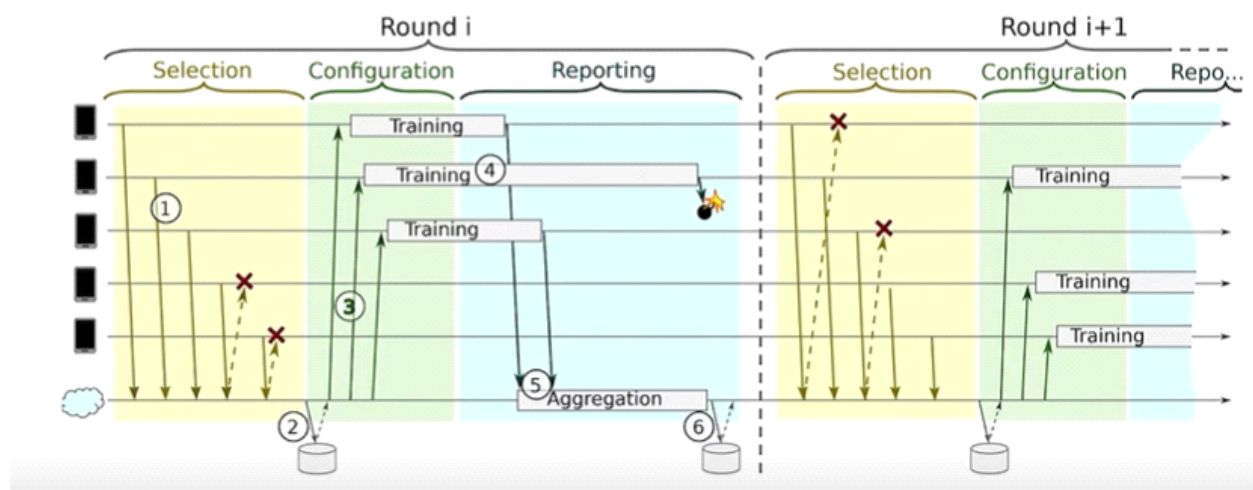 Round i
Round i+1
Selection
Configuration
Reporting
Selection
Configuration
Repo...
Training
4
Training
Training
1
Training
Training
3
Training
5
Aggregation
2
6